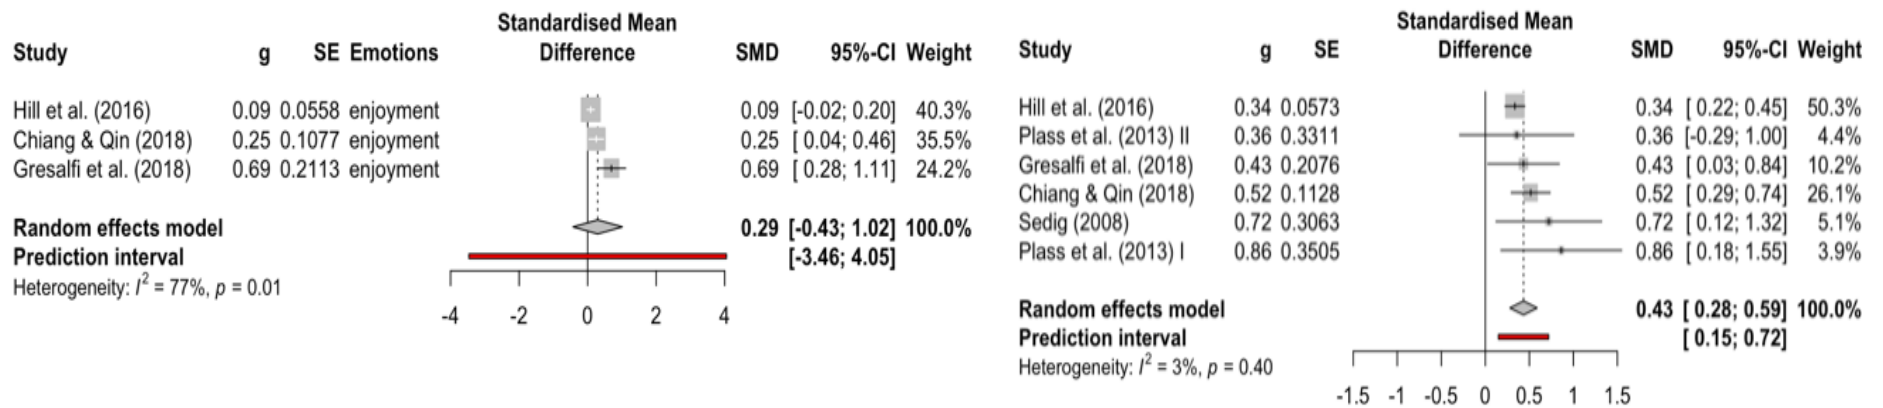 Standardised Mean
Study g SE Emotions Difference SMD 95%-CI Weight
Hill et al. (2016) 0.09 0.0558 enjoyment 0.09 [-0.02; 0.20] 40.3%
Chiang & Qin (2018) 0.25 0.1077 enjoyment 0.25 [ 0.04; 0.46] 35.5%
Gresalfi et al. (2018) 0.69 0.2113 enjoyment 0.69 [ 0.28; 1.11] 24.2%
Random effects model 0.29 [-0.43; 1.02] 100.0%
Prediction interval [-3.46; 4.05]
Heterogeneity: I² = 77%, p = 0.01
-4 -2 0 2 4
Standardised Mean
Study g SE Difference SMD 95%-CI Weight
Hill et al. (2016) 0.34 0.0573 0.34 [ 0.22; 0.45] 50.3%
Plass et al. (2013) II 0.36 0.3311 0.36 [-0.29; 1.00] 4.4%
Gresalfi et al. (2018) 0.43 0.2076 0.43 [ 0.03; 0.84] 10.2%
Chiang & Qin (2018) 0.52 0.1128 0.52 [ 0.29; 0.74] 26.1%
Sedig (2008) 0.72 0.3063 0.72 [ 0.12; 1.32] 5.1%
Plass et al. (2013) I 0.86 0.3505 0.86 [ 0.18; 1.55] 3.9%
Random effects model 0.43 [ 0.28; 0.59] 100.0%
Prediction interval [ 0.15; 0.72]
Heterogeneity: I² = 3%, p = 0.40
-1.5 -1 -0.5 0 0.5 1 1.5